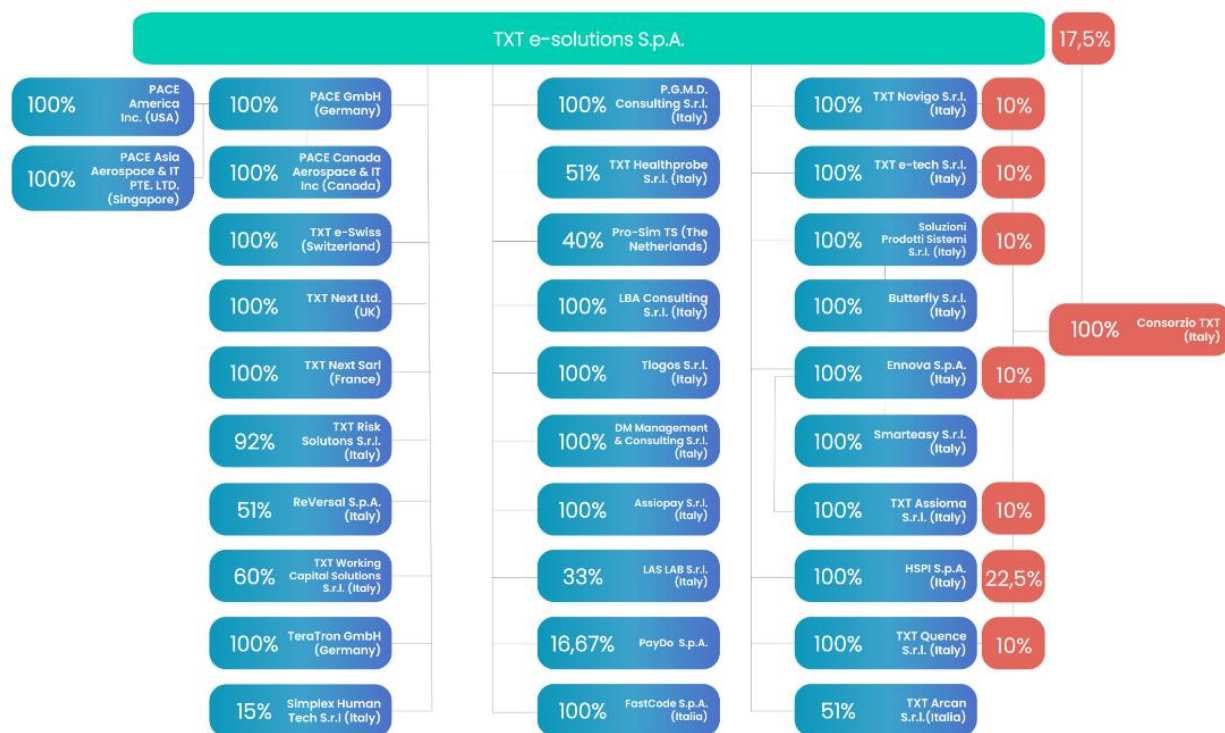 TXT e-solutions S.p.A.
17,5%
100%
PACE
America
Inc. (USA)
100%
PACE Asia
Aerospace & IT
PTE. LTD.
(Singapore)
100%
PACE GmbH
(Germany)
100%
PACE Canada
Aerospace & IT
Inc (Canada)
100%
TXT e-Swiss
(Switzerland)
100%
TXT Next Ltd.
(UK)
100%
TXT Next Sarl
(France)
92%
TXT Risk
Solutons S.r.l.
(Italy)
51%
ReVersal S.p.A.
(Italy)
60%
TXT Working
Capital Solutions
S.r.l. (Italy)
100%
TeraTron GmbH
(Germany)
15%
Simplex Human
Tech S.r.l (Italy)
100%
P.G.M.D.
Consulting S.r.l.
(Italy)
51%
TXT Healthprobe
S.r.l. (Italy)
40%
Pro-Sim TS (The
Netherlands)
100%
LBA Consulting
S.r.l. (Italy)
100%
Tlogos S.r.l.
(Italy)
100%
DM Management
& Consulting S.r.l.
(Italy)
100%
Assiopay S.r.l.
(Italy)
33%
LAS LAB S.r.l.
(Italy)
16,67%
PayDo S.p.A.
100%
FastCode S.p.A.
(Italia)
100%
TXT Novigo S.r.l.
(Italy)
10%
100%
TXT e-tech S.r.l.
(Italy)
10%
100%
Soluzioni
Prodotti Sistemi
S.r.l. (Italy)
10%
100%
Butterfly S.r.l.
(Italy)
100%
Ennova S.p.A.
(Italy)
10%
100%
Smarteasy S.r.l.
(Italy)
100%
TXT Assioma
S.r.l. (Italy)
10%
100%
HSPI S.p.A.
(Italy)
22,5%
100%
TXT Quence
S.r.l. (Italy)
10%
51%
TXT Arcan
S.r.l.(Italia)
100%
Consorzio TXT
(Italy)